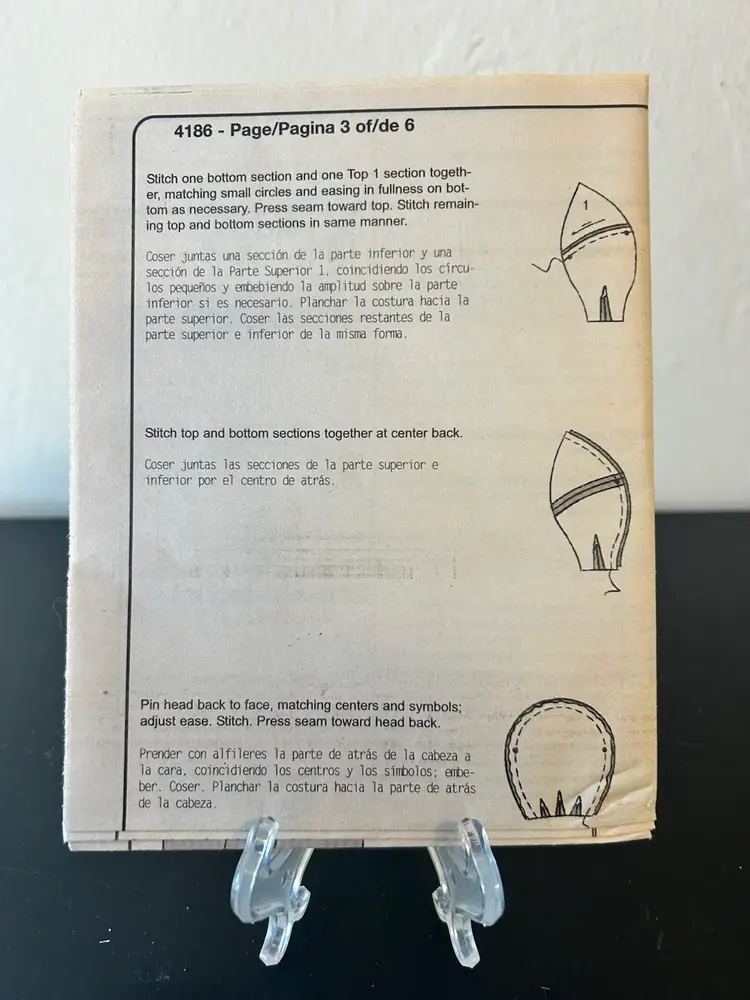 4186 - Page/Pagina 3 of/de 6
Stitch one bottom section and one Top 1 section togeth-
er, matching small circles and easing in fullness on bot-
tom as necessary. Press seam toward top. Stitch remain-
ing top and bottom sections in same manner.
Coser juntas una sección de la parte inferior y una
sección de la Parte Superior 1, coincidiendo los círcu-
los pequeños y embebiendo la amplitud sobre la parte
inferior si es necesario. Planchar la costura hacia la
parte superior. Coser las secciones restantes de la
parte superior e inferior de la misma forma.
1
Stitch top and bottom sections together at center back.
Coser juntas las secciones de la parte superior e
inferior por el centro de atrás.
Pin head back to face, matching centers and symbols;
adjust ease. Stitch. Press seam toward head back.
Prender con alfileres la parte de atrás de la cabeza a
la cara, coincidiendo los centros y los símbolos; embe-
ber. Coser. Planchar la costura hacia la parte de atrás
de la cabeza.